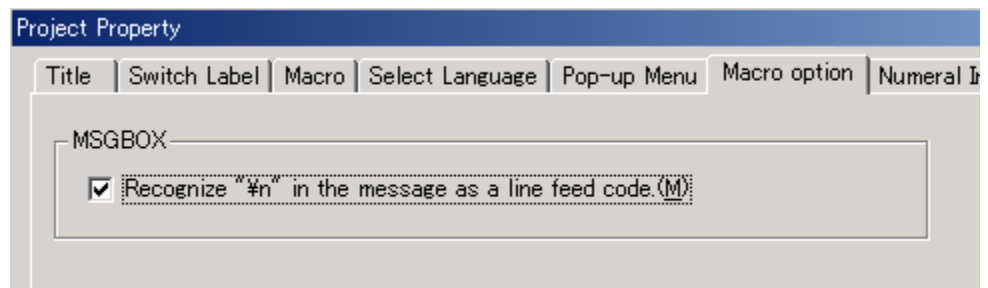 Project Property
Title Switch Label Macro Select Language Pop-up Menu Macro option Numeral
MSGBOX
Recognize "¥n" in the message as a line feed code.(M)